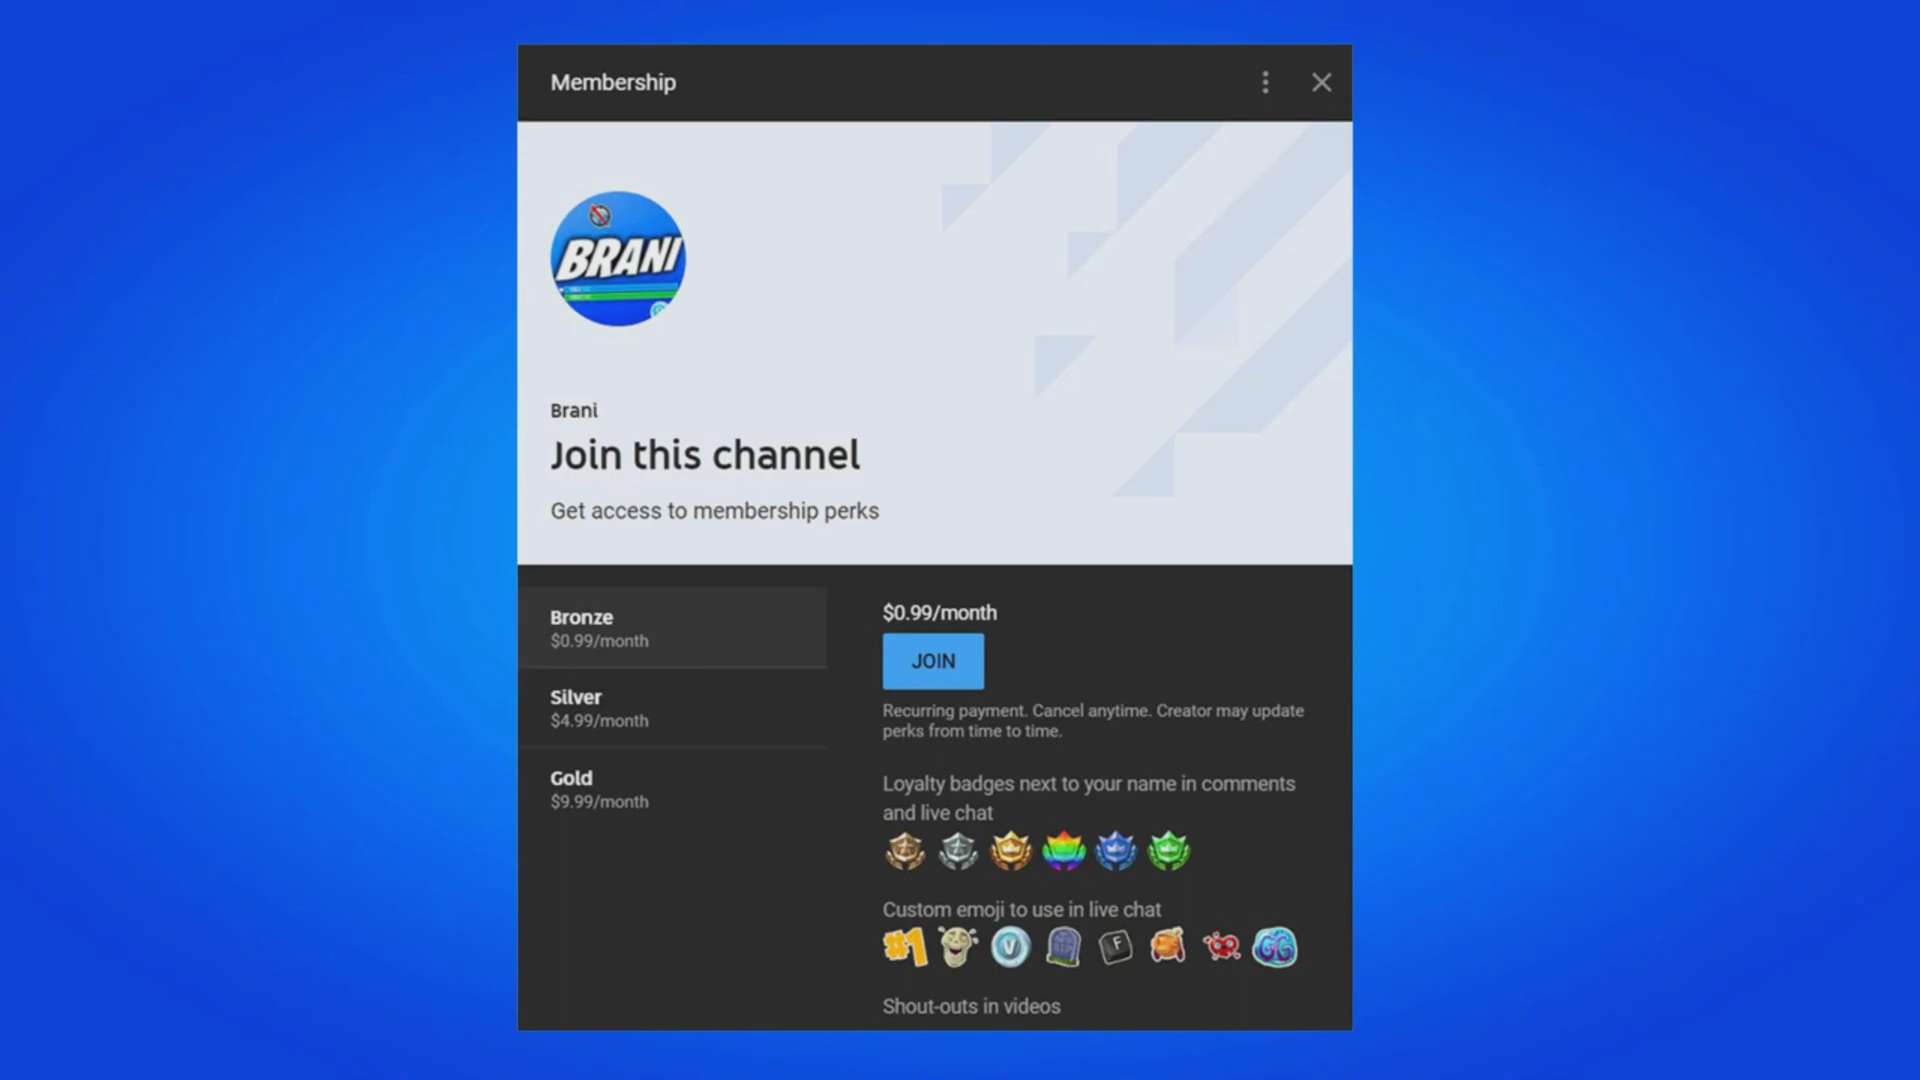 Membership
BRANI
Brani
Join this channel
Get access to membership perks
Bronze
$0.99/month
Silver
$4.99/month
Gold
$9.99/month
$0.99/month
JOIN
Recurring payment. Cancel anytime. Creator may update
perks from time to time.
Loyalty badges next to your name in comments
and live chat
Custom emoji to use in live chat
#1 V F GG
Shout-outs in videos